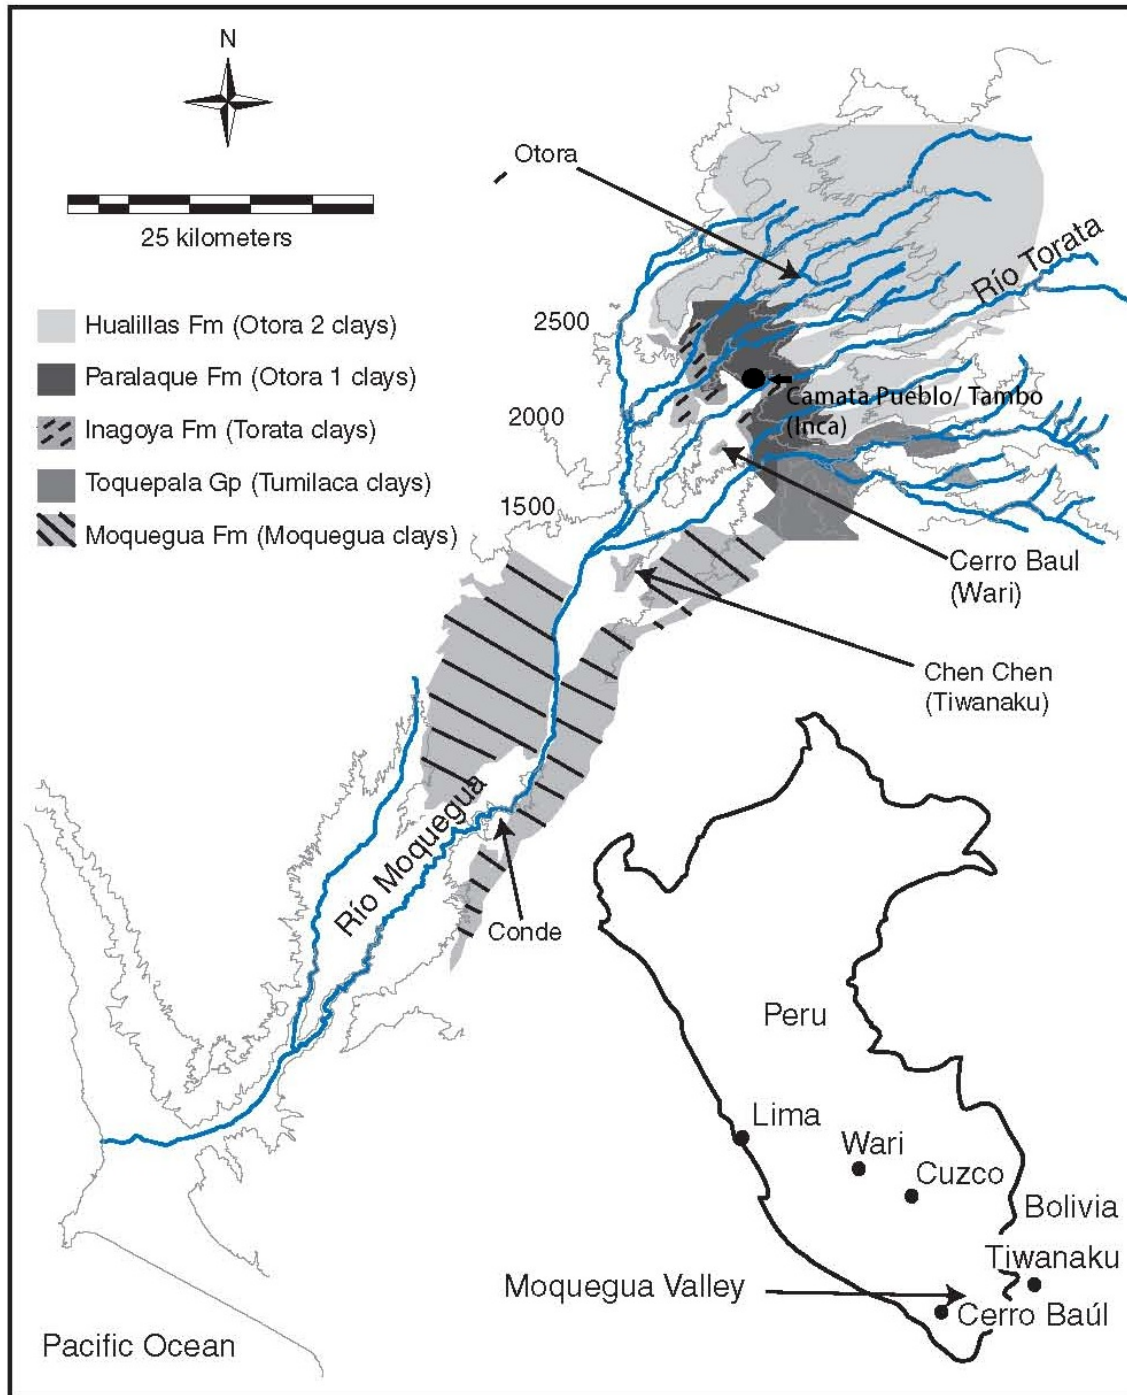 N
25 kilometers
Otora
Río Torata
Hualillas Fm (Otora 2 clays)
Paralaque Fm (Otora 1 clays)
Inagoya Fm (Torata clays)
Toquepala Gp (Tumilaca clays)
Moquegua Fm (Moquegua clays)
2500
2000
1500
Camata Pueblo/ Tambo
(Inca)
Cerro Baul
(Wari)
Chen Chen
(Tiwanaku)
Río Moquegua
Conde
Peru
Lima
Wari
Cuzco
Bolivia
Tiwanaku
Moquegua Valley
Cerro Baúl
Pacific Ocean